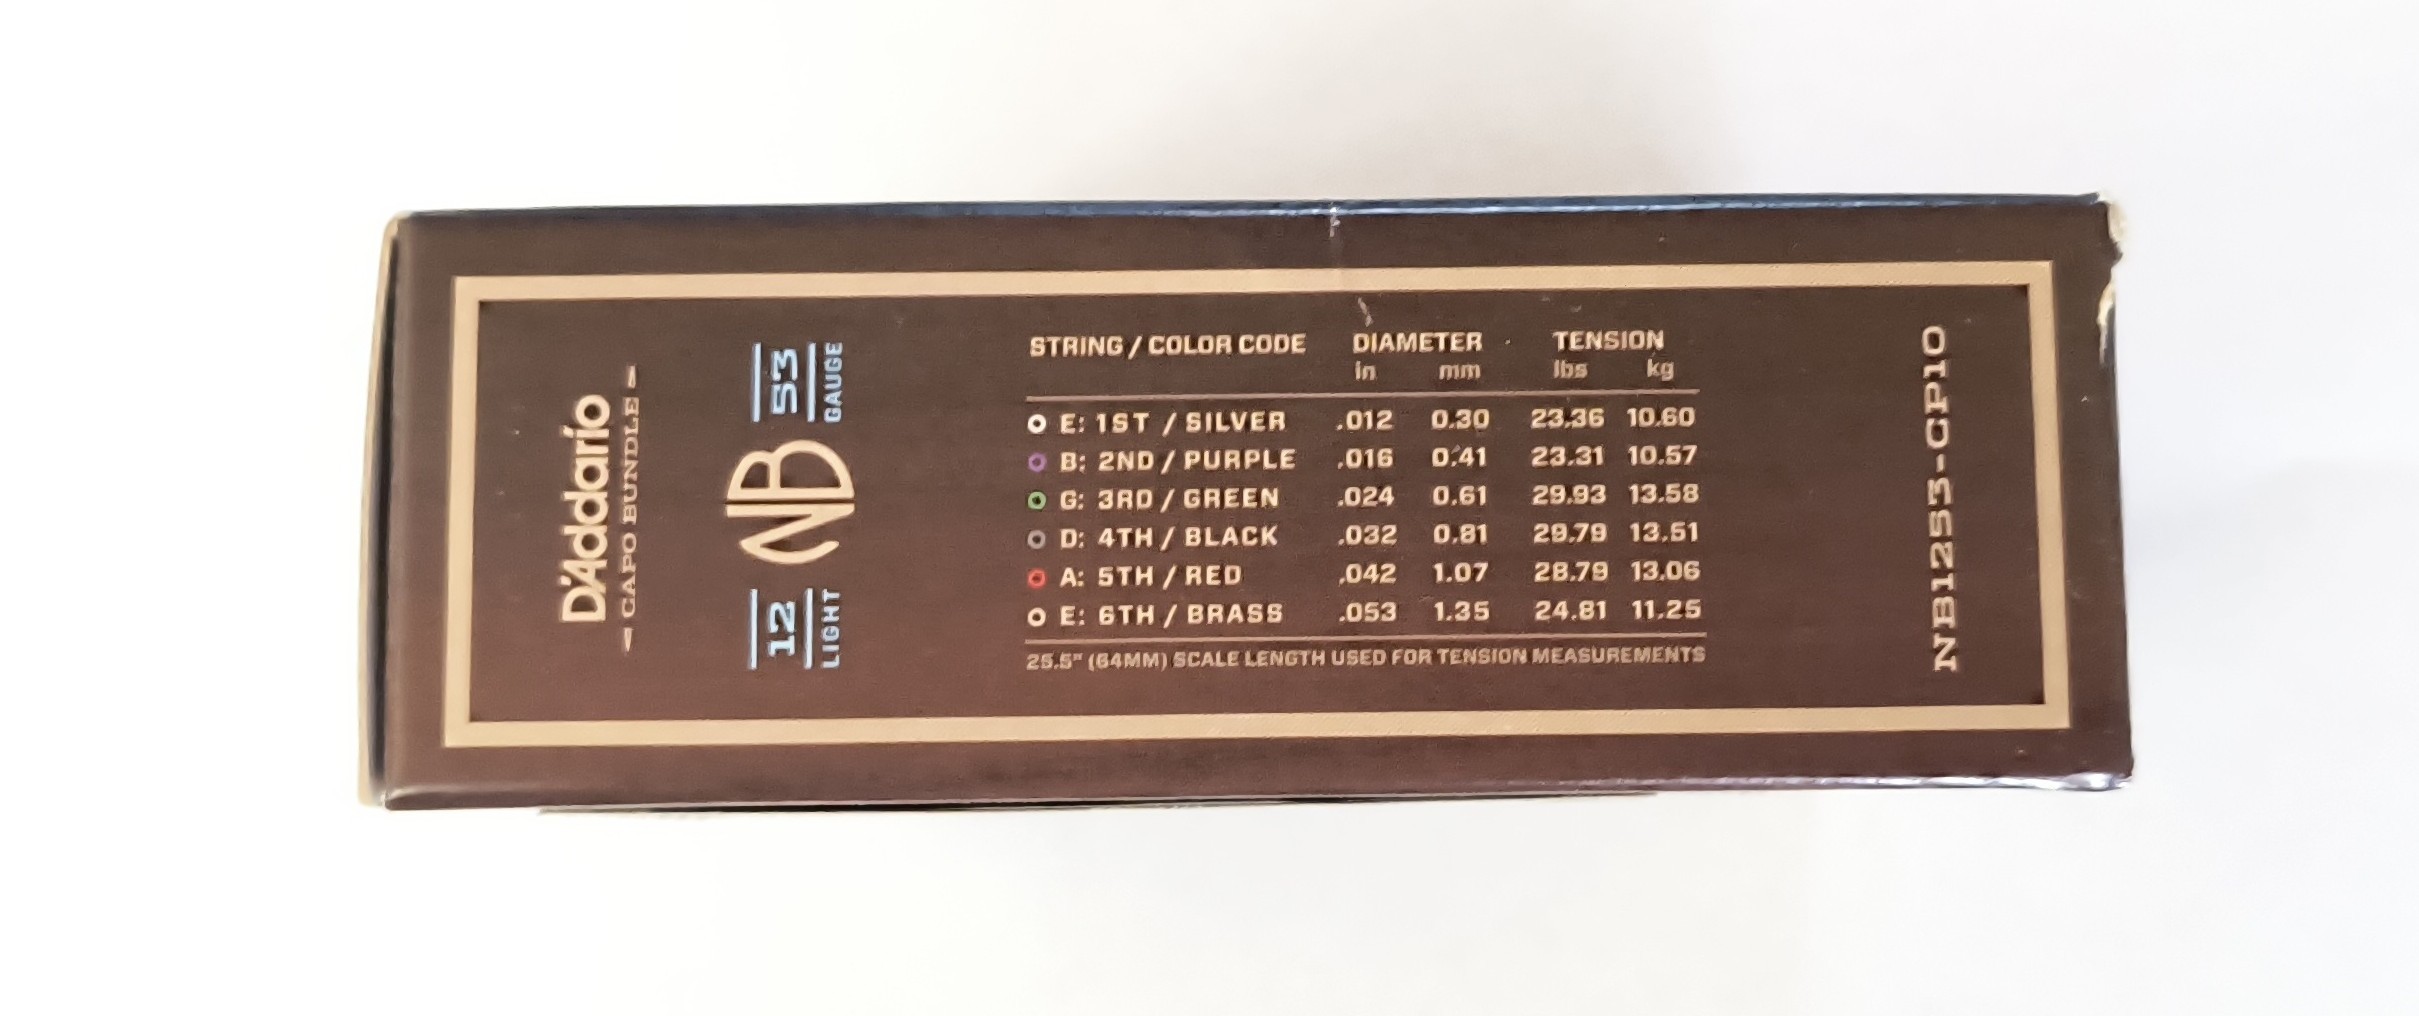 D'Addario
CAPO BUNDLE
12 NB 53
LIGHT GAUGE
STRING / COLOR CODE DIAMETER TENSION
in mm lbs kg
E: 1ST / SILVER .012 0.30 23.36 10.60
B: 2ND / PURPLE .016 0.41 23.31 10.57
G: 3RD / GREEN .024 0.61 29.93 13.58
D: 4TH / BLACK .032 0.81 29.79 13.51
A: 5TH / RED .042 1.07 28.79 13.06
E: 6TH / BRASS .053 1.35 24.81 11.25
25.5" (64MM) SCALE LENGTH USED FOR TENSION MEASUREMENTS
NB1253-CP10